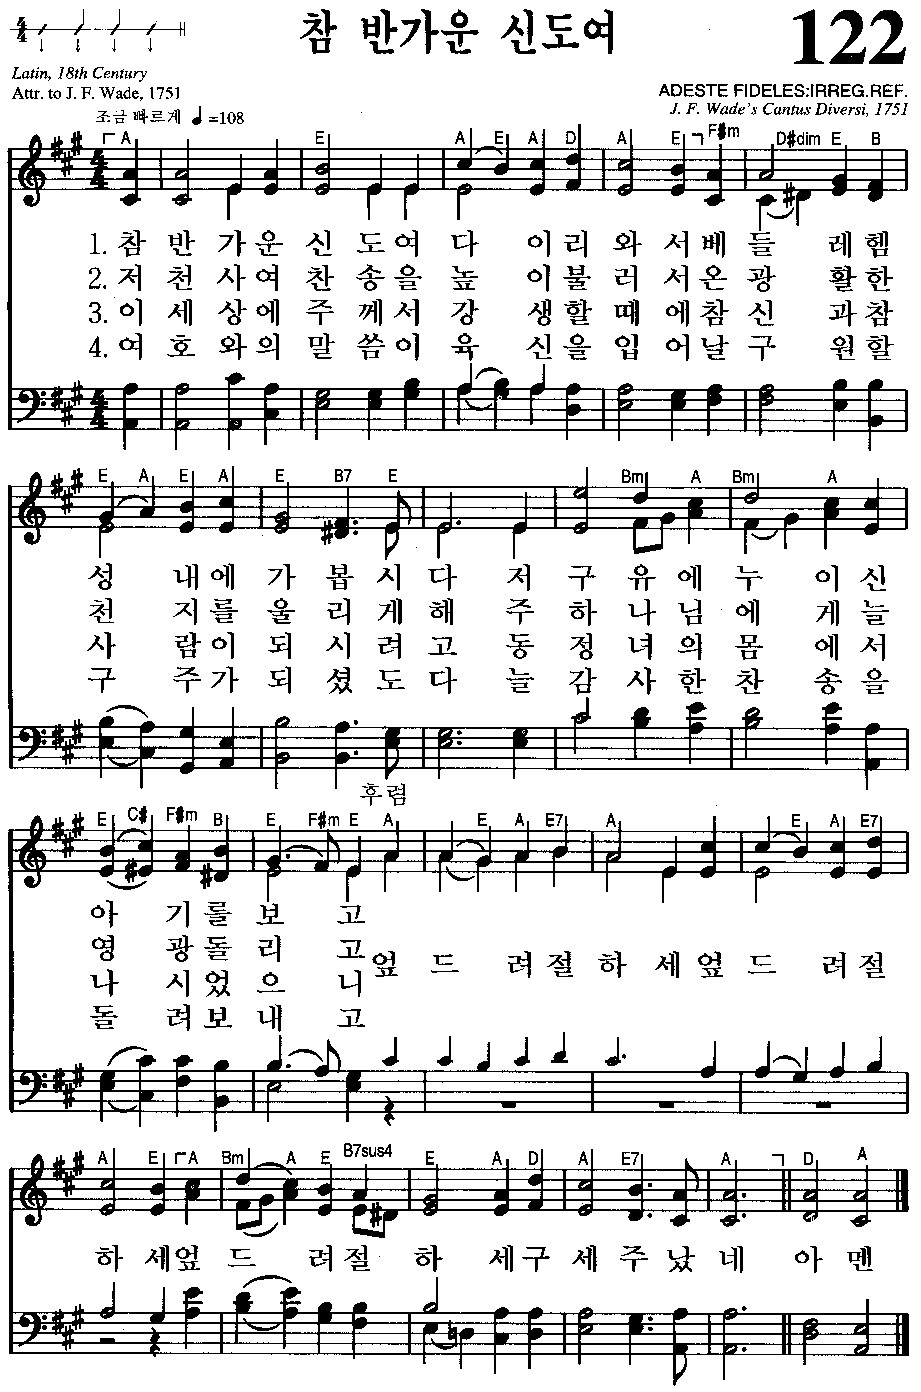 참 반가운 신도여
122
Latin, 18th Century
Attr. to J. F. Wade, 1751
ADESTE FIDELES:IRREG.REF.
J. F. Wade's Cantus Diversi, 1751
조금 빠르게 ♩=108
A E A E A D A E F#m D#dim E B
1. 참 반 가 운 신 도 여 다 이 리 와 서 베 들 레 헴
2. 저 천 사 여 찬 송 을 높 이 불 러 서 온 광 활 한
3. 이 세 상 에 주 께 서 강 생 할 때 에 참 신 과 참
4. 여 호 와 의 말 씀 이 육 신 을 입 어 날 구 원 할
E A E A E B7 E Bm A Bm A
성 내 에 가 봅 시 다 저 구 유 에 누 이 신
천 지 를 울 리 게 해 주 하 나 님 에 게 늘
사 람 이 되 시 려 고 동 정 녀 의 몸 에 서
구 주 가 되 셨 도 다 늘 감 사 한 찬 송 을
후렴
E C# F#m B E F#m E A E A E7 A E A E7
아 기 를 보 고
영 광 돌 리 고
나 시 었 으 니
돌 려 보 내 고
엎 드 려 절 하 세 엎 드 려 절
A E A Bm A E B7sus4 E A D A E7 A D A
하 세 엎 드 려 절 하 세 구 세 주 났 네 아 멘